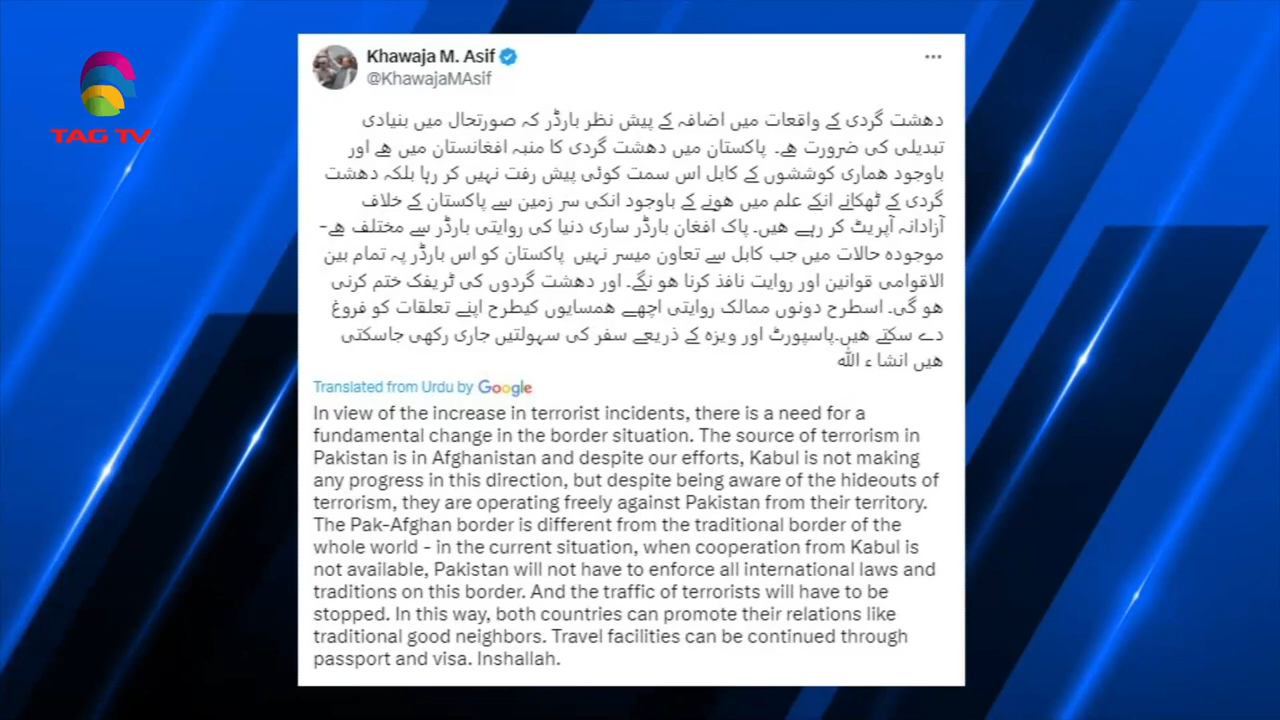 TAG TV
Khawaja M. Asif
@KhawajaMAsif
دھشت گردی کے واقعات میں اضافہ کے پیش نظر بارڈر کہ صورتحال میں بنیادی
تبدیلی کی ضرورت ھے۔ پاکستان میں دھشت گردی کا منبہ افغانستان میں ھے اور
باوجود ھماری کوششوں کے کابل اس سمت کوئی پیش رفت نہیں کر رہا بلکہ دھشت
گردی کے ٹھکانے انکے علم میں ھونے کے باوجود انکی سر زمین سے پاکستان کے خلاف
آزادانہ آپریٹ کر رہے ھیں۔ پاک افغان بارڈر ساری دنیا کی روایتی بارڈر سے مختلف ھے-
موجودہ حالات میں جب کابل سے تعاون میسر نہیں پاکستان کو اس بارڈر پہ تمام بین
الاقوامی قوانین اور روایت نافذ کرنا ھو نگے۔ اور دھشت گردوں کی ٹریفک ختم کرنی
ھو گی۔ اسطرح دونوں ممالک روایتی اچھے ھمسایوں کیطرح اپنے تعلقات کو فروغ
دے سکتے ھیں۔پاسپورٹ اور ویزہ کے ذریعے سفر کی سہولتیں جاری رکھی جاسکتی
ھیں انشا ء اللہ
Translated from Urdu by Google
In view of the increase in terrorist incidents, there is a need for a
fundamental change in the border situation. The source of terrorism in
Pakistan is in Afghanistan and despite our efforts, Kabul is not making
any progress in this direction, but despite being aware of the hideouts of
terrorism, they are operating freely against Pakistan from their territory.
The Pak-Afghan border is different from the traditional border of the
whole world - in the current situation, when cooperation from Kabul is
not available, Pakistan will not have to enforce all international laws and
traditions on this border. And the traffic of terrorists will have to be
stopped. In this way, both countries can promote their relations like
traditional good neighbors. Travel facilities can be continued through
passport and visa. Inshallah.